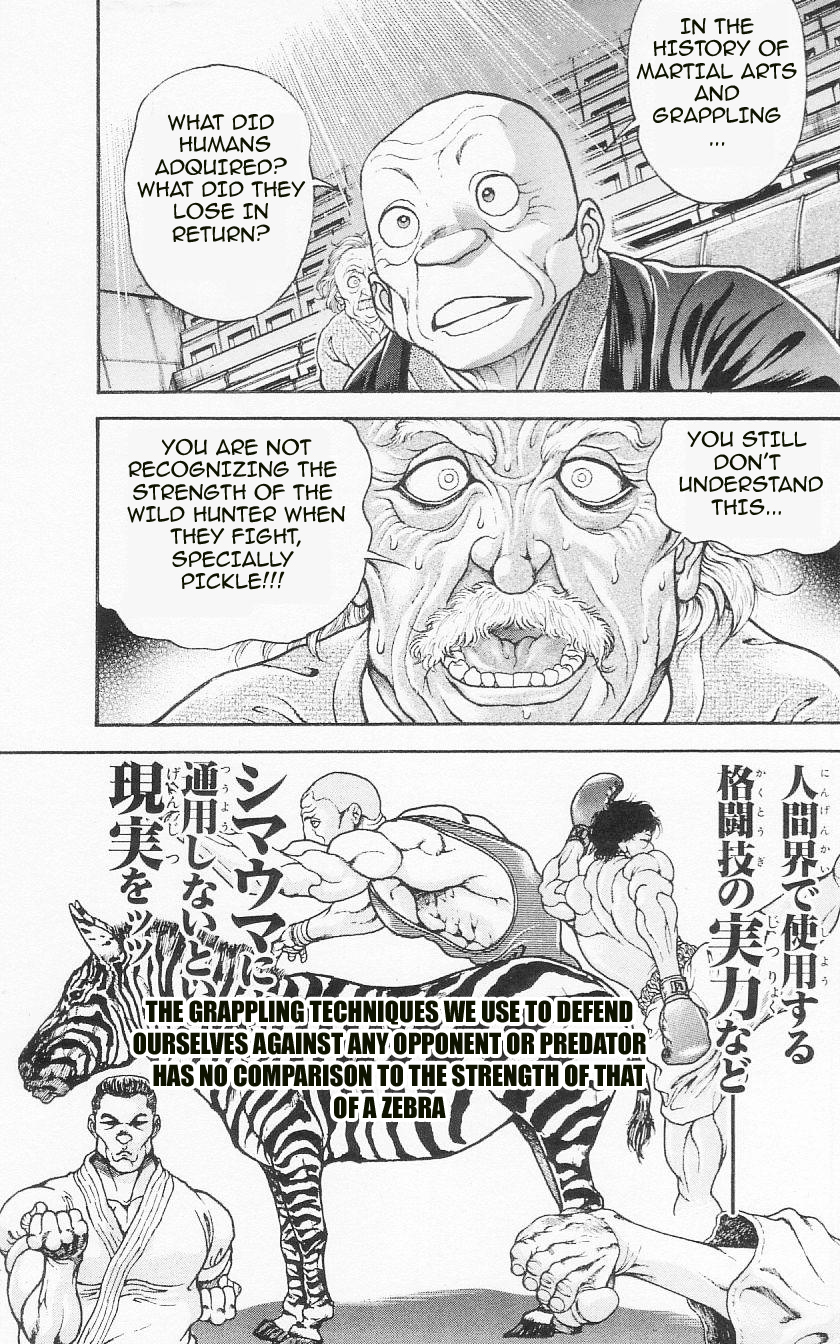 IN THE
HISTORY OF
MARTIAL ARTS
AND
GRAPPLING
...
WHAT DID
HUMANS
ADQUIRED?
WHAT DID THEY
LOSE IN
RETURN?
YOU STILL
DON'T
UNDERSTAND
THIS...
YOU ARE NOT
RECOGNIZING THE
STRENGTH OF THE
WILD HUNTER WHEN
THEY FIGHT,
SPECIALLY
PICKLE!!!
人間界で使用する
格闘技の実力など――
シマウマに
通用しないとい
現実をッッ
THE GRAPPLING TECHNIQUES WE USE TO DEFEND
OURSELVES AGAINST ANY OPPONENT OR PREDATOR
HAS NO COMPARISON TO THE STRENGTH OF THAT
OF A ZEBRA